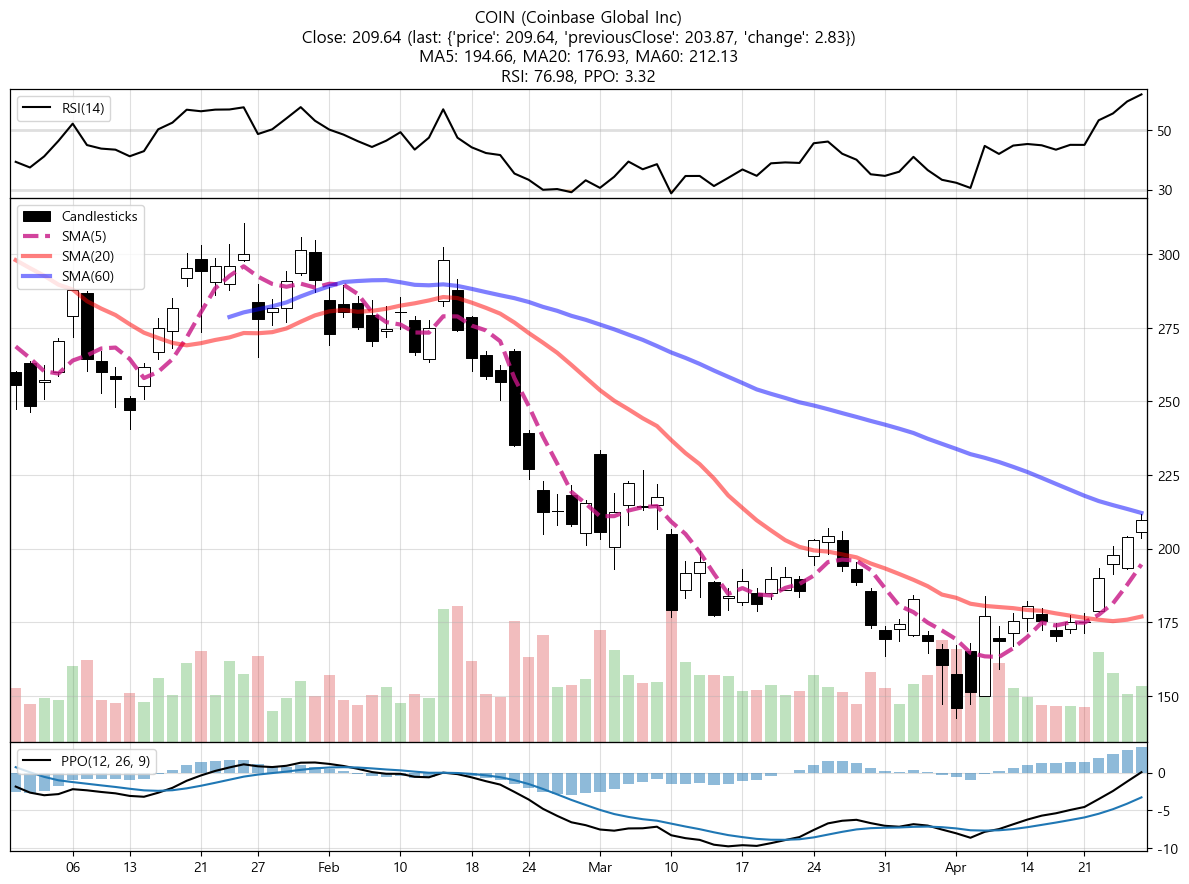 COIN (Coinbase Global Inc)
Close: 209.64 (last: {'price': 209.64, 'previousClose': 203.87, 'change': 2.83})
MA5: 194.66, MA20: 176.93, MA60: 212.13
RSI: 76.98, PPO: 3.32
RSI(14)
50
30
Candlesticks
SMA(5)
SMA(20)
SMA(60)
300
275
250
225
200
175
150
PPO(12, 26, 9)
0
-5
-10
06 13 21 27 Feb 10 18 24 Mar 10 17 24 31 Apr 14 21